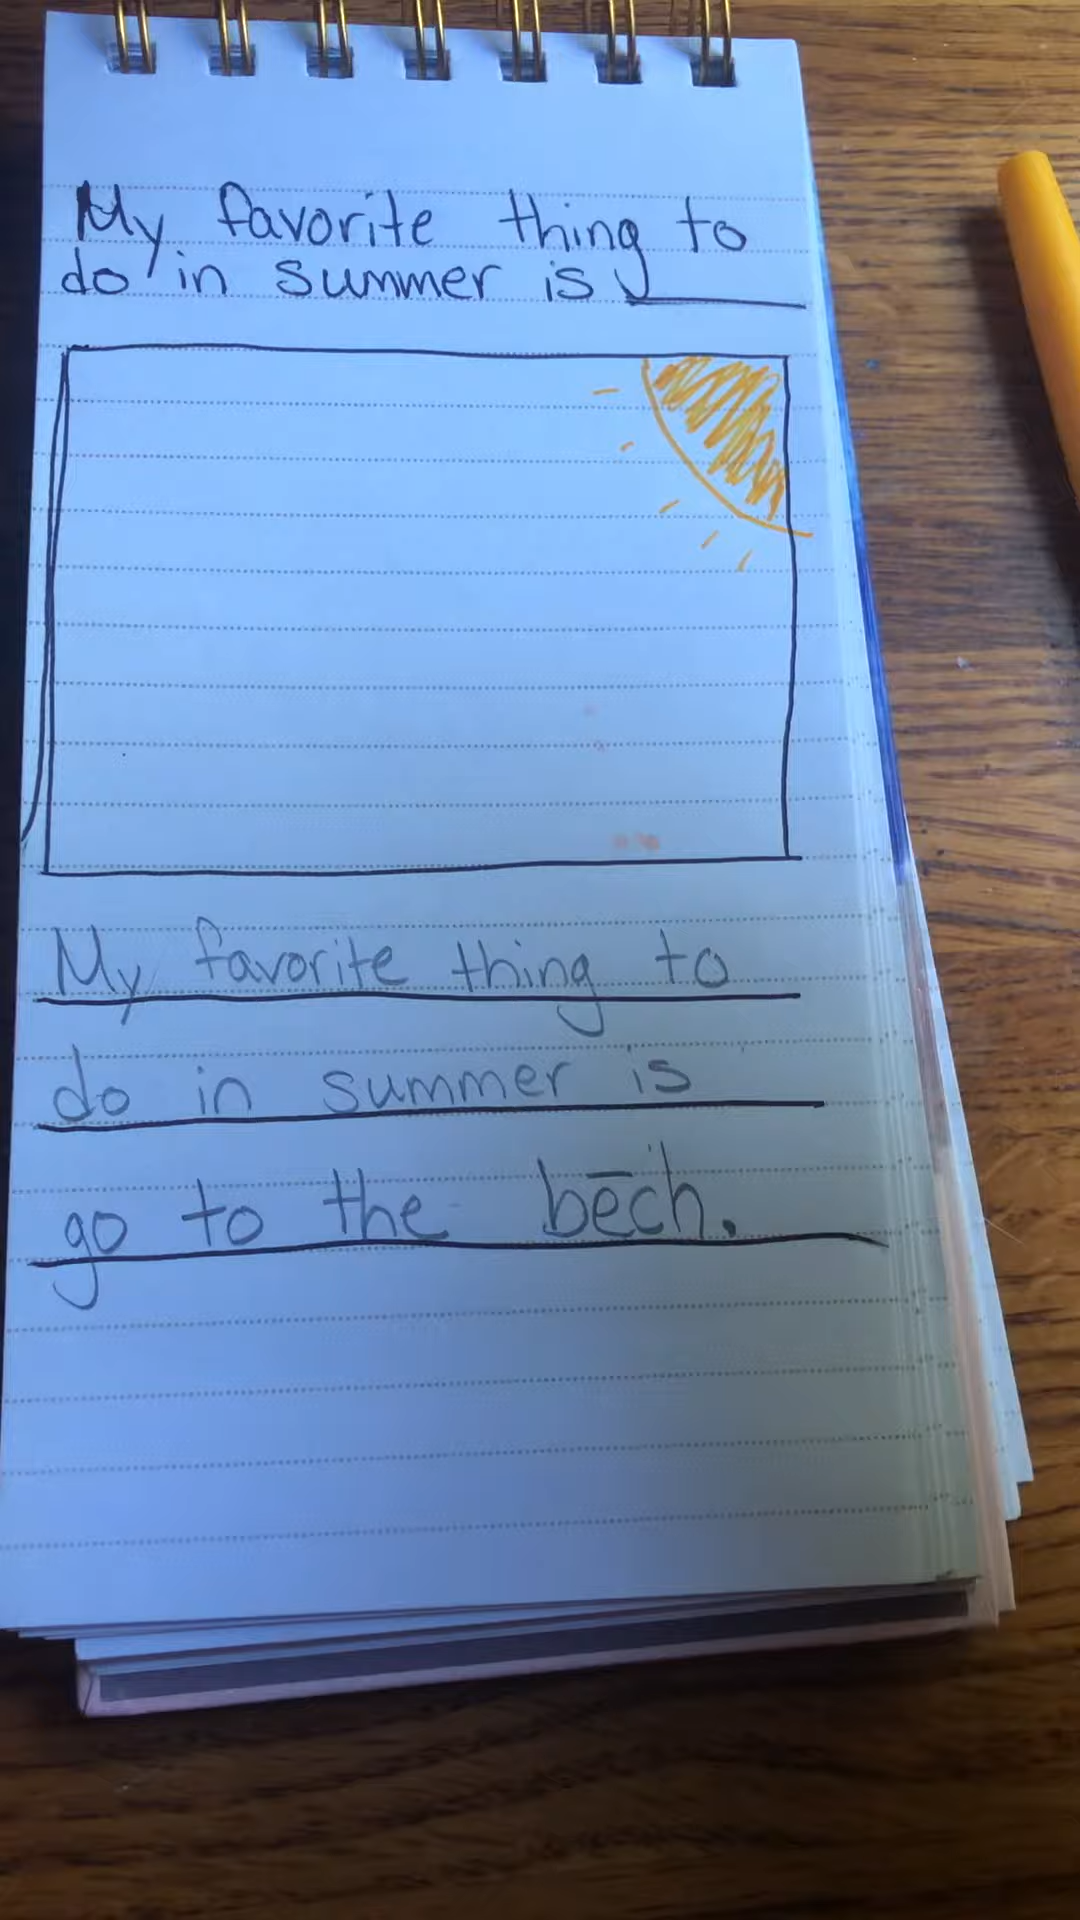 My favorite thing to
do in summer is ______
My favorite thing to
do in summer is
go to the bēch.